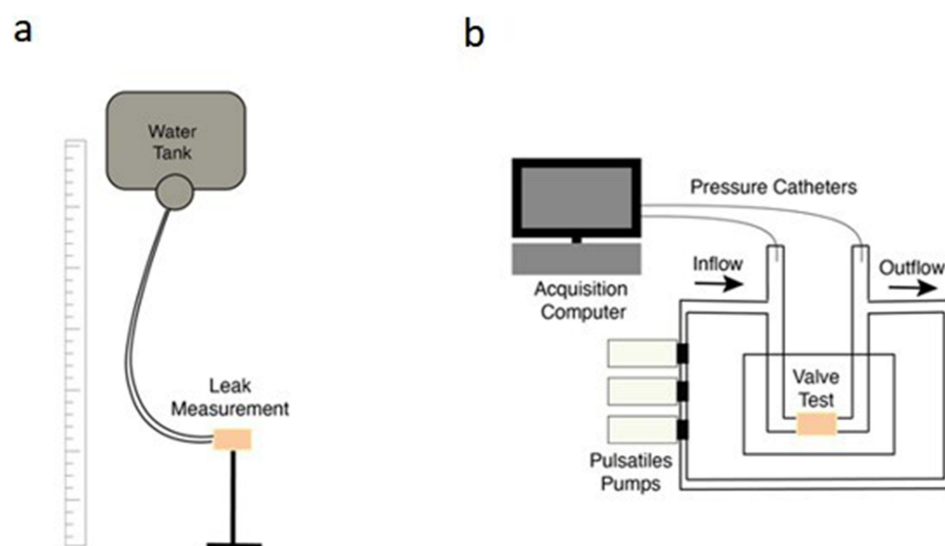 a
Water
Tank
Leak
Measurement
b
Pressure Catheters
Inflow
Outflow
Acquisition
Computer
Valve
Test
Pulsatiles
Pumps